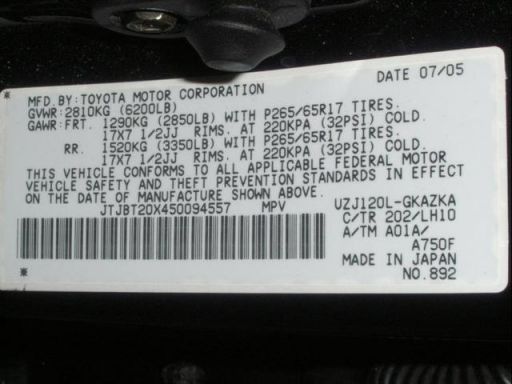 DATE 07/05
MFD.BY:TOYOTA MOTOR CORPORATION
GVWR:2810KG (6200LB)
GAWR:FRT. 1290KG (2850LB) WITH P265/65R17 TIRES.
17X7 1/2JJ RIMS. AT 220KPA (32PSI) COLD.
RR. 1520KG (3350LB) WITH P265/65R17 TIRES.
17X7 1/2JJ RIMS. AT 220KPA (32PSI) COLD.
THIS VEHICLE CONFORMS TO ALL APPLICABLE FEDERAL MOTOR
VEHICLE SAFETY AND THEFT PREVENTION STANDARDS IN EFFECT
ON THE DATE OF MANUFACTURE SHOWN ABOVE.
JTJBT20X450094557 MPV
UZJ120L-GKAZKA
C/TR 202/LH10
A/TM A01A/
A750F
MADE IN JAPAN
NO.892